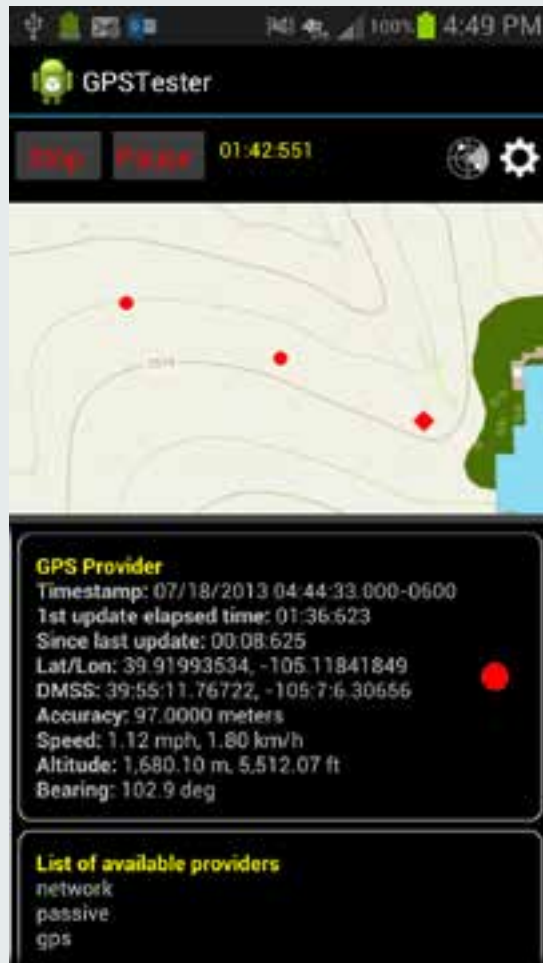 100% 4:49 PM
GPSTester
Stop Pause 01:42:551
GPS Provider
Timestamp: 07/18/2013 04:44:33.000-0600
1st update elapsed time: 01:36:623
Since last update: 00:08:625
Lat/Lon: 39.91993534, -105.11841849
DMSS: 39:55:11.76722, -105:7:6.30656
Accuracy: 97.0000 meters
Speed: 1.12 mph, 1.80 km/h
Altitude: 1,680.10 m, 5,512.07 ft
Bearing: 102.9 deg
List of available providers
network
passive
gps